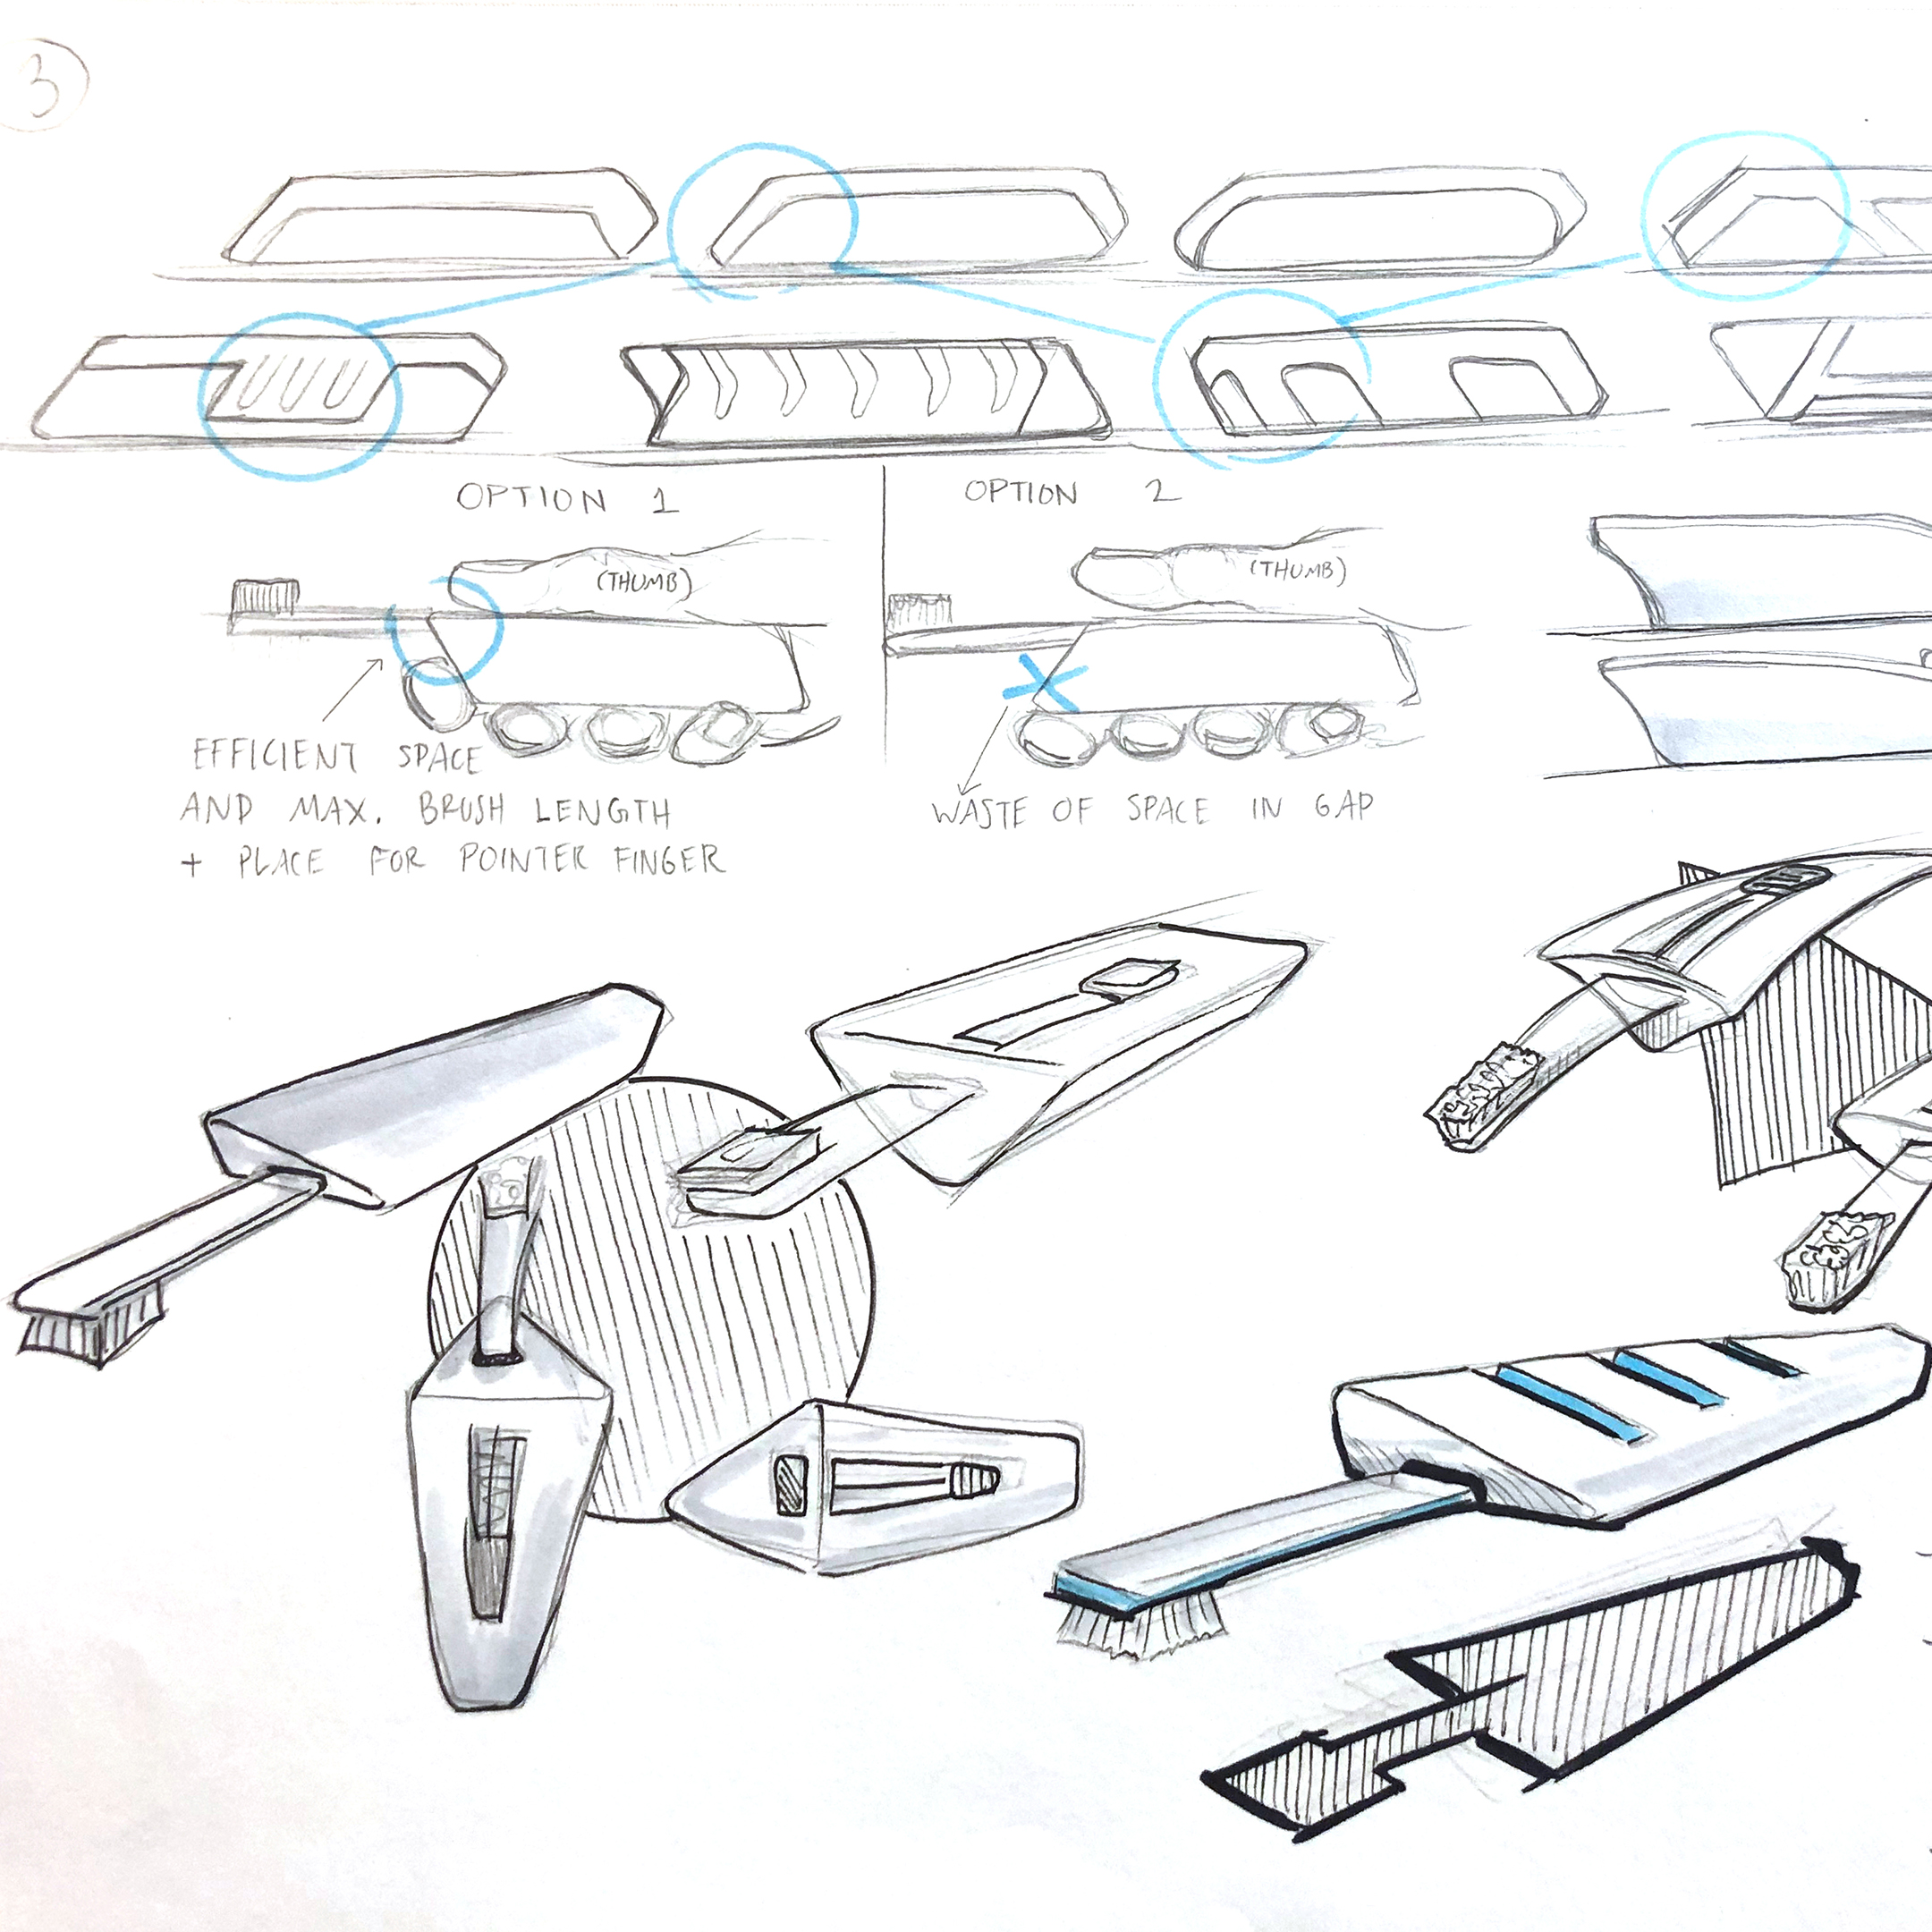 3
OPTION 1
OPTION 2
(THUMB)
(THUMB)
EFFICIENT SPACE
AND MAX. BRUSH LENGTH
+ PLACE FOR POINTER FINGER
WASTE OF SPACE IN GAP